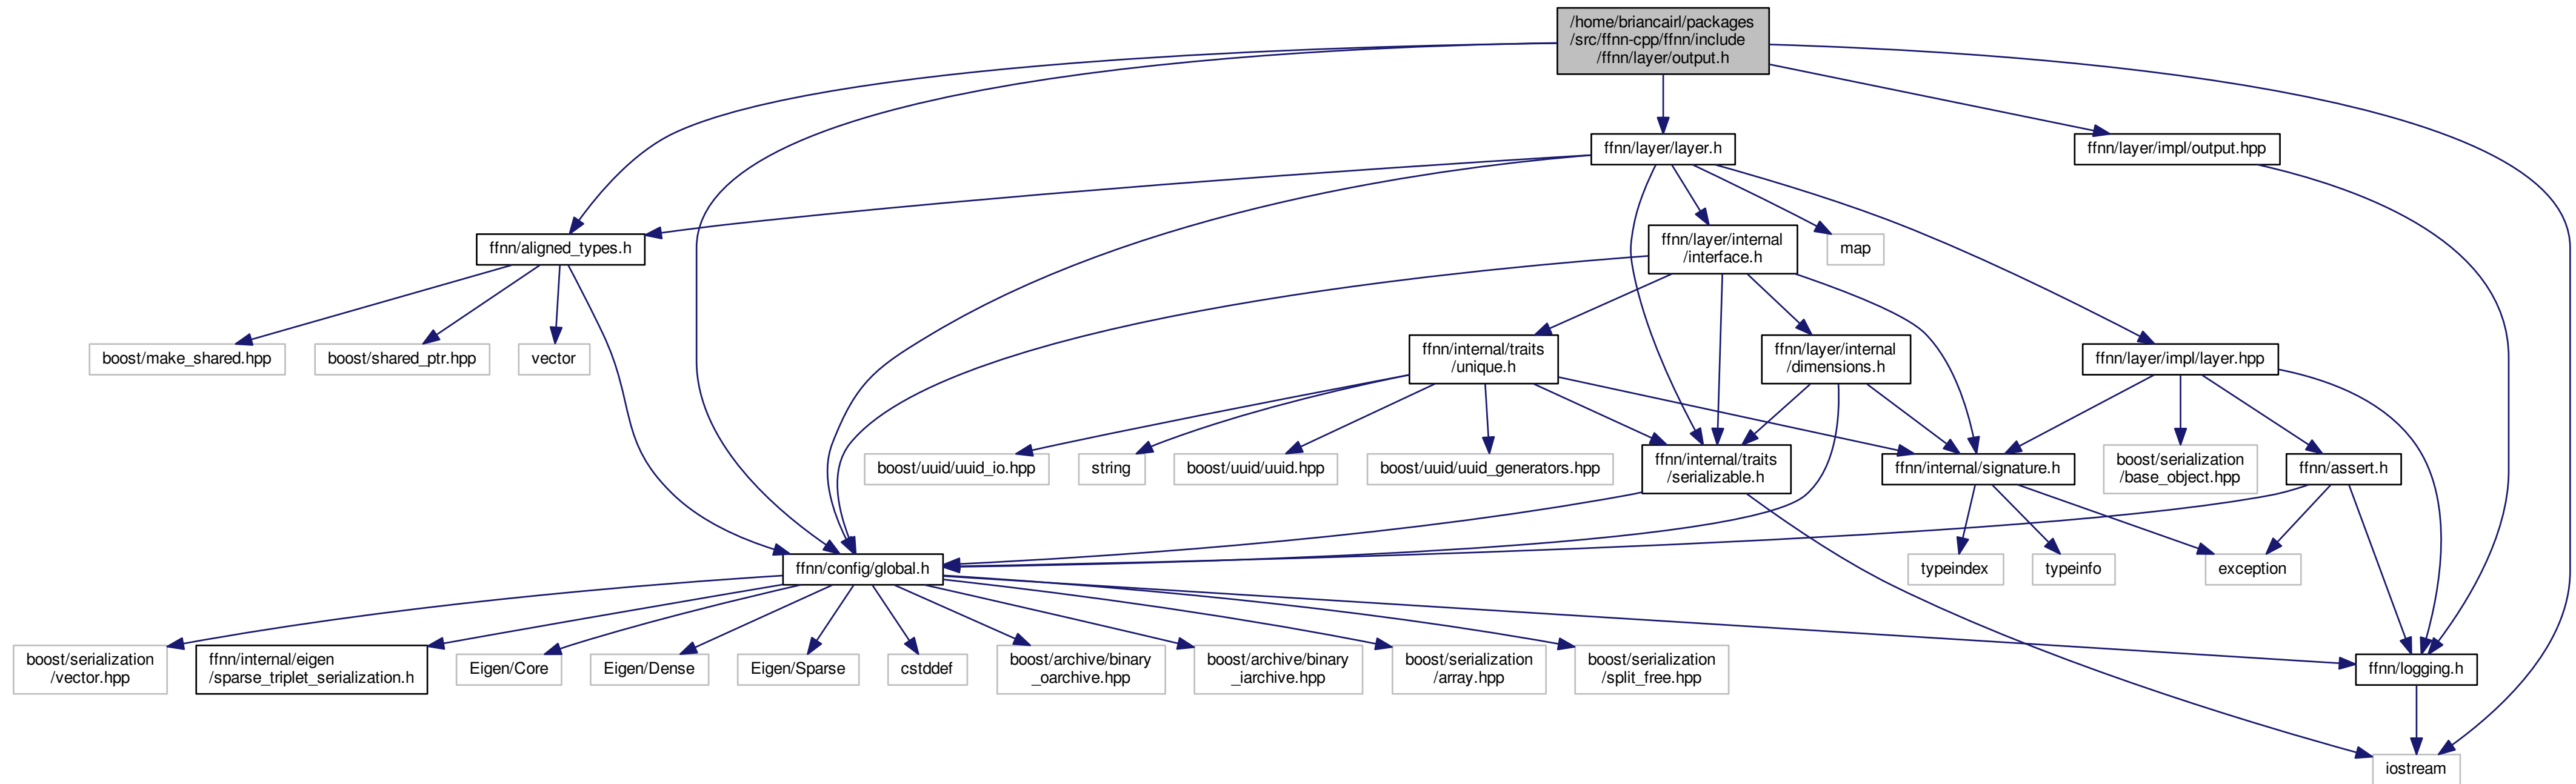 /home/briancairl/packages
/src/ffnn-cpp/ffnn/include
/ffnn/layer/output.h
ffnn/layer/layer.h
ffnn/layer/impl/output.hpp
ffnn/aligned_types.h
ffnn/layer/internal
/interface.h
map
boost/make_shared.hpp
boost/shared_ptr.hpp
vector
ffnn/internal/traits
/unique.h
ffnn/layer/internal
/dimensions.h
ffnn/layer/impl/layer.hpp
boost/uuid/uuid_io.hpp
string
boost/uuid/uuid.hpp
boost/uuid/uuid_generators.hpp
ffnn/internal/traits
/serializable.h
ffnn/internal/signature.h
boost/serialization
/base_object.hpp
ffnn/assert.h
ffnn/config/global.h
typeindex
typeinfo
exception
boost/serialization
/vector.hpp
ffnn/internal/eigen
/sparse_triplet_serialization.h
Eigen/Core
Eigen/Dense
Eigen/Sparse
cstddef
boost/archive/binary
_oarchive.hpp
boost/archive/binary
_iarchive.hpp
boost/serialization
/array.hpp
boost/serialization
/split_free.hpp
ffnn/logging.h
iostream